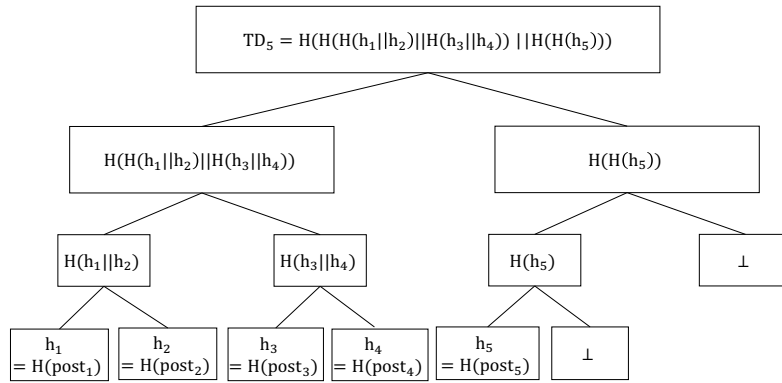 TD₅ = H(H(H(h₁||h₂)||H(h₃||h₄)) ||H(H(h₅)))
H(H(h₁||h₂)||H(h₃||h₄))
H(H(h₅))
H(h₁||h₂)
H(h₃||h₄)
H(h₅)
⊥
h₁
= H(post₁)
h₂
= H(post₂)
h₃
= H(post₃)
h₄
= H(post₄)
h₅
= H(post₅)
⊥